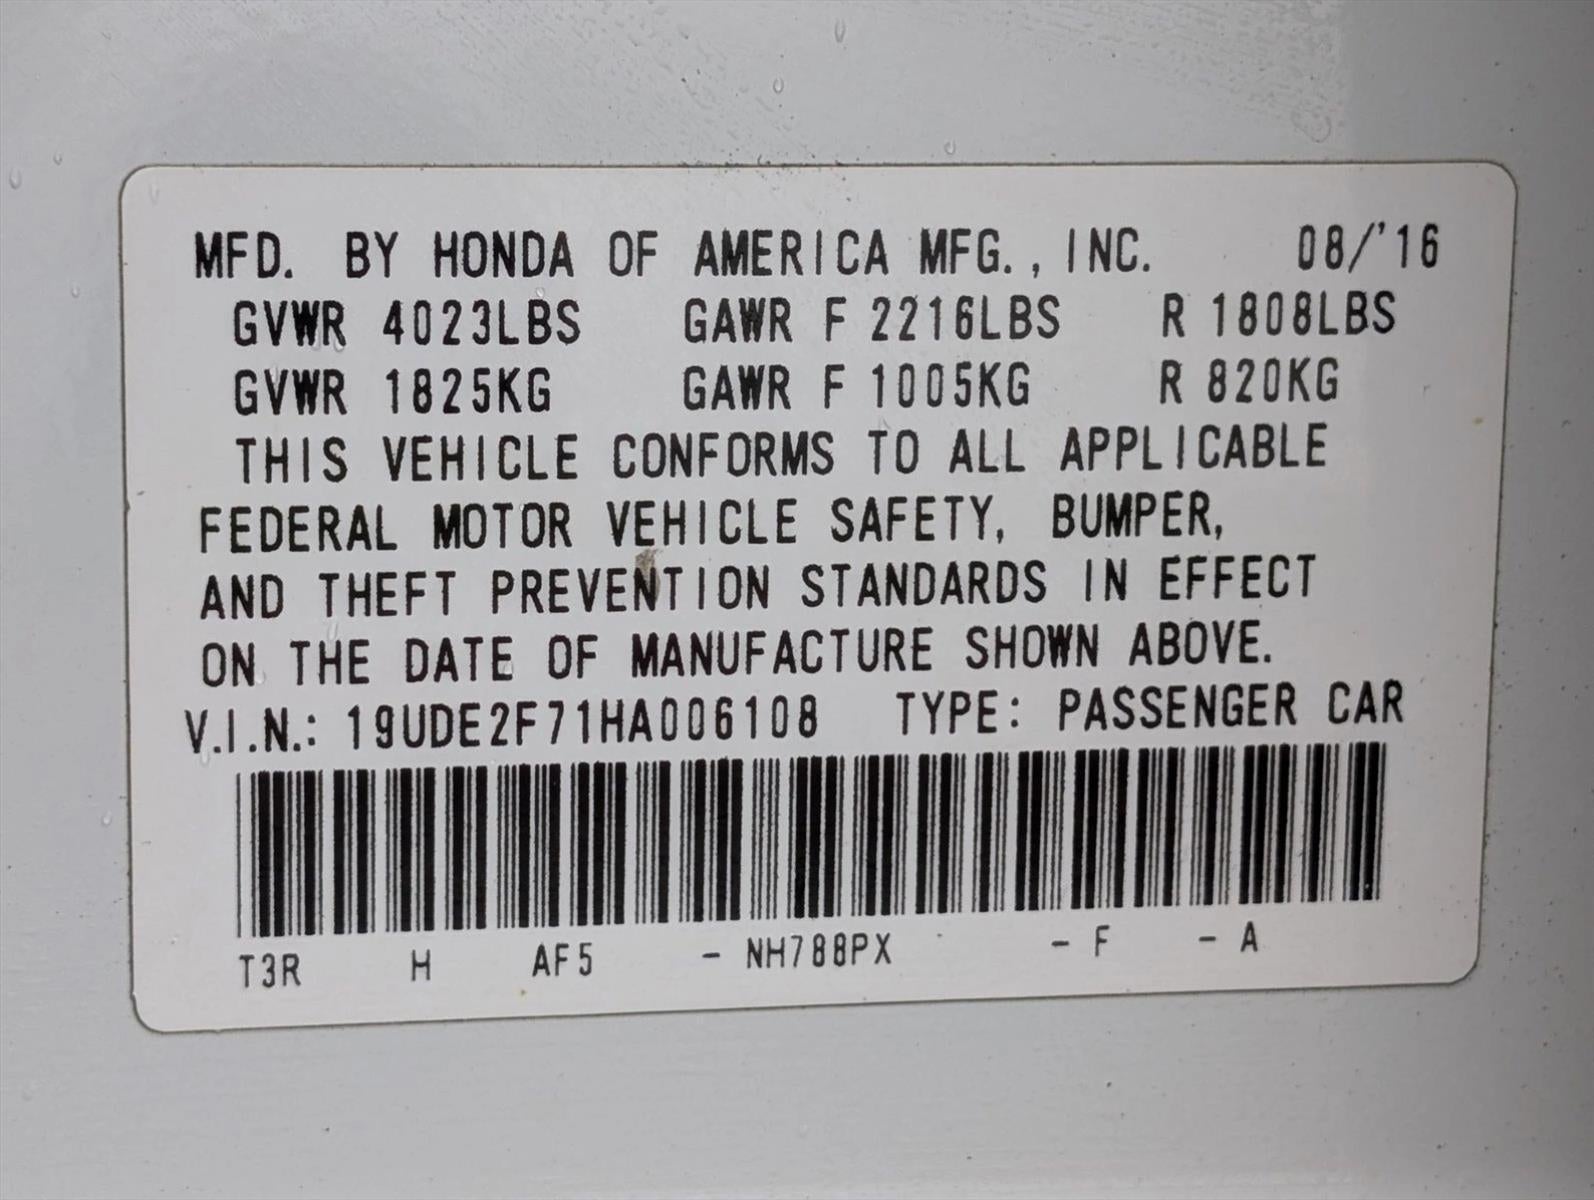 MFD. BY HONDA OF AMERICA MFG., INC. 08/'16
GVWR 4023LBS GAWR F 2216LBS R 1808LBS
GVWR 1825KG GAWR F 1005KG R 820KG
THIS VEHICLE CONFORMS TO ALL APPLICABLE
FEDERAL MOTOR VEHICLE SAFETY, BUMPER,
AND THEFT PREVENTION STANDARDS IN EFFECT
ON THE DATE OF MANUFACTURE SHOWN ABOVE.
V.I.N.: 19UDE2F71HA006108 TYPE: PASSENGER CAR
T3R H AF5 - NH788PX - F - A